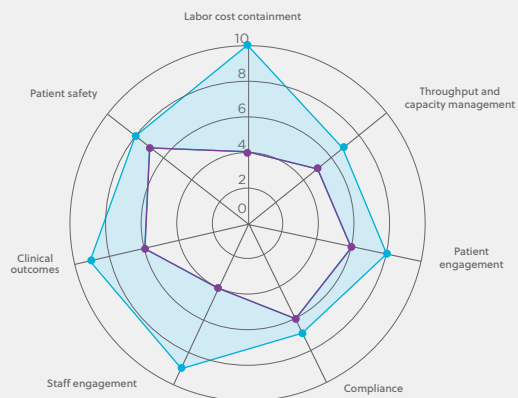 Labor cost containment
10
8
6
4
2
0
Throughput and
capacity management
Patient safety
Patient
engagement
Clinical
outcomes
Staff engagement
Compliance